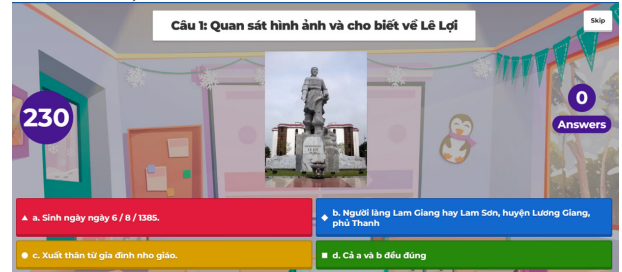 Câu 1: Quan sát hình ảnh và cho biết về Lê Lợi
Skip
230
0
Answers
a. Sinh ngày ngày 6 / 8 / 1385.
b. Người làng Lam Giang hay Lam Sơn, huyện Lương Giang,
phủ Thanh
c. Xuất thân từ gia đình nho giáo.
d. Cả a và b đều đúng